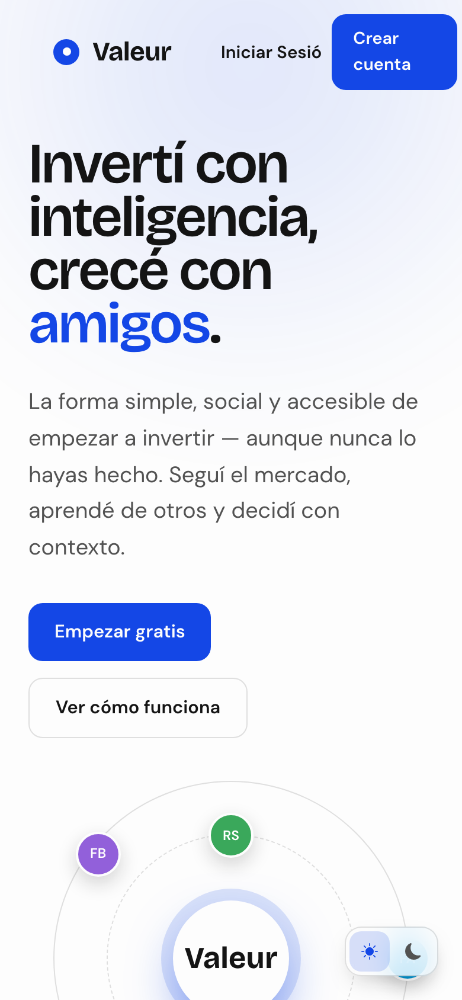 Valeur
Iniciar Sesió
Crear
cuenta
Invertí con
inteligencia,
crecé con
amigos.
La forma simple, social y accesible de
empezar a invertir — aunque nunca lo
hayas hecho. Seguí el mercado,
aprendé de otros y decidí con
contexto.
Empezar gratis
Ver cómo funciona
RS
FB
Valeur